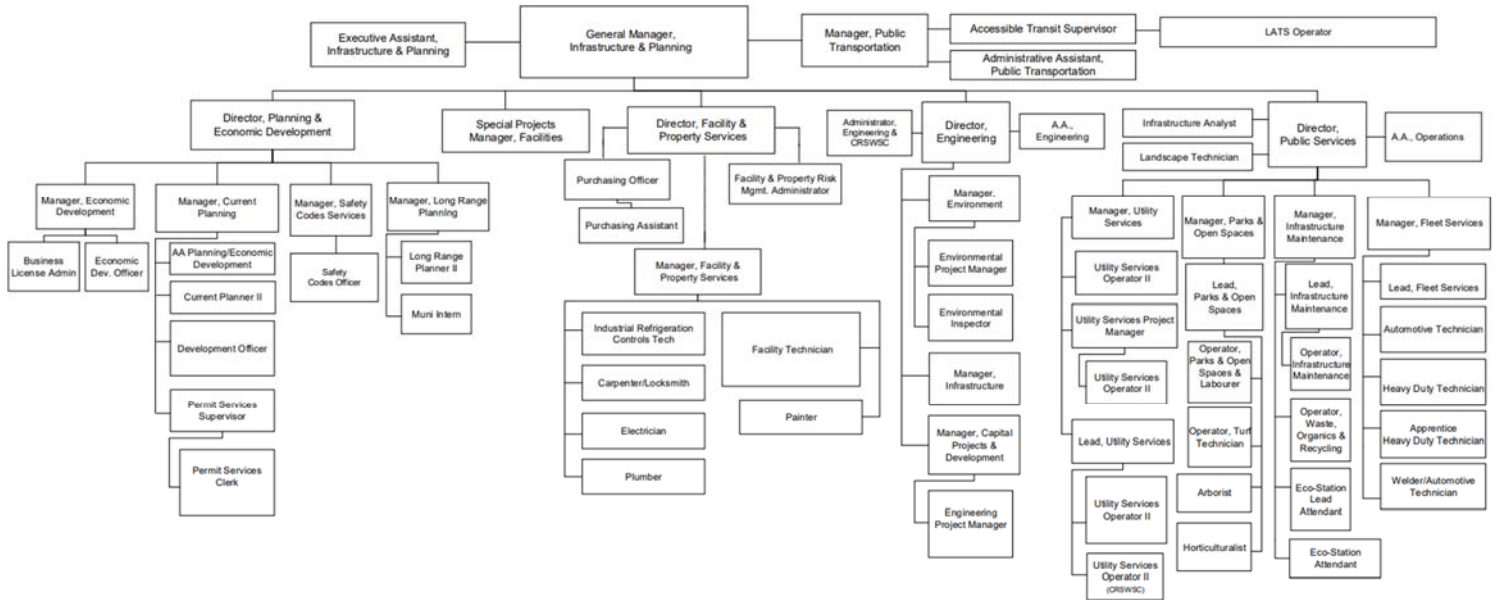 Executive Assistant,
Infrastructure & Planning
General Manager,
Infrastructure & Planning
Manager, Public
Transportation
Accessible Transit Supervisor
LATS Operator
Administrative Assistant,
Public Transportation
Director, Planning &
Economic Development
Special Projects
Manager, Facilities
Director, Facility &
Property Services
Administrator,
Engineering &
CRSWSC
Director,
Engineering
A.A.,
Engineering
Infrastructure Analyst
Landscape Technician
Director,
Public Services
A.A., Operations
Manager, Economic
Development
Business
License Admin
Economic
Dev. Officer
Manager, Current
Planning
AA Planning/Economic
Development
Current Planner II
Development Officer
Permit Services
Supervisor
Permit Services
Clerk
Manager, Safety
Codes Services
Safety
Codes Officer
Manager, Long Range
Planning
Long Range
Planner II
Muni Intern
Purchasing Officer
Purchasing Assistant
Facility & Property Risk
Mgmt. Administrator
Manager, Facility &
Property Services
Industrial Refrigeration
Controls Tech
Carpenter/Locksmith
Electrician
Plumber
Facility Technician
Painter
Manager,
Environment
Environmental
Project Manager
Environmental
Inspector
Manager,
Infrastructure
Manager, Capital
Projects &
Development
Engineering
Project Manager
Manager, Utility
Services
Utility Services
Operator II
Utility Services Project
Manager
Utility Services
Operator II
Lead, Utility Services
Utility Services
Operator II
Utility Services
Operator II
(CRSWSC)
Manager, Parks &
Open Spaces
Lead,
Parks & Open
Spaces
Operator,
Parks & Open
Spaces &
Labourer
Operator, Turf
Technician
Arborist
Horticulturalist
Manager,
Infrastructure
Maintenance
Lead,
Infrastructure
Maintenance
Operator,
Infrastructure
Maintenance
Operator,
Waste,
Organics &
Recycling
Eco-Station
Lead
Attendant
Eco-Station
Attendant
Manager, Fleet Services
Lead, Fleet Services
Automotive Technician
Heavy Duty Technician
Apprentice
Heavy Duty Technician
Welder/Automotive
Technician